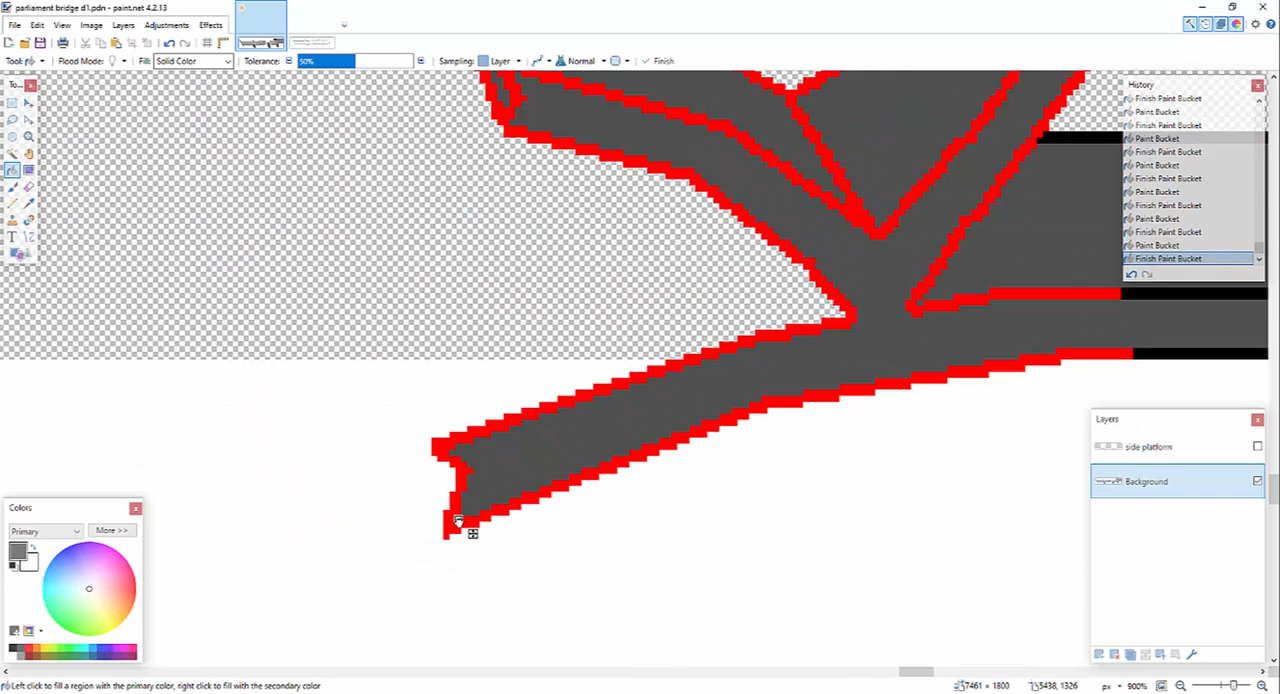 parliament bridge d1.pdn - paint.net 4.2.13
File Edit View Image Layers Adjustments Effects
Tool: Flood Mode: Fill: Solid Color Tolerance: 50% Sampling: Layer Normal Finish
To...
History
Finish Paint Bucket
Paint Bucket
Finish Paint Bucket
Paint Bucket
Finish Paint Bucket
Paint Bucket
Finish Paint Bucket
Paint Bucket
Finish Paint Bucket
Paint Bucket
Finish Paint Bucket
Paint Bucket
Finish Paint Bucket
Layers
side platform
Background
Colors
Primary More >>
Left click to fill a region with the primary color, right click to fill with the secondary color 7461 × 1800 5438, 1326 px 900%